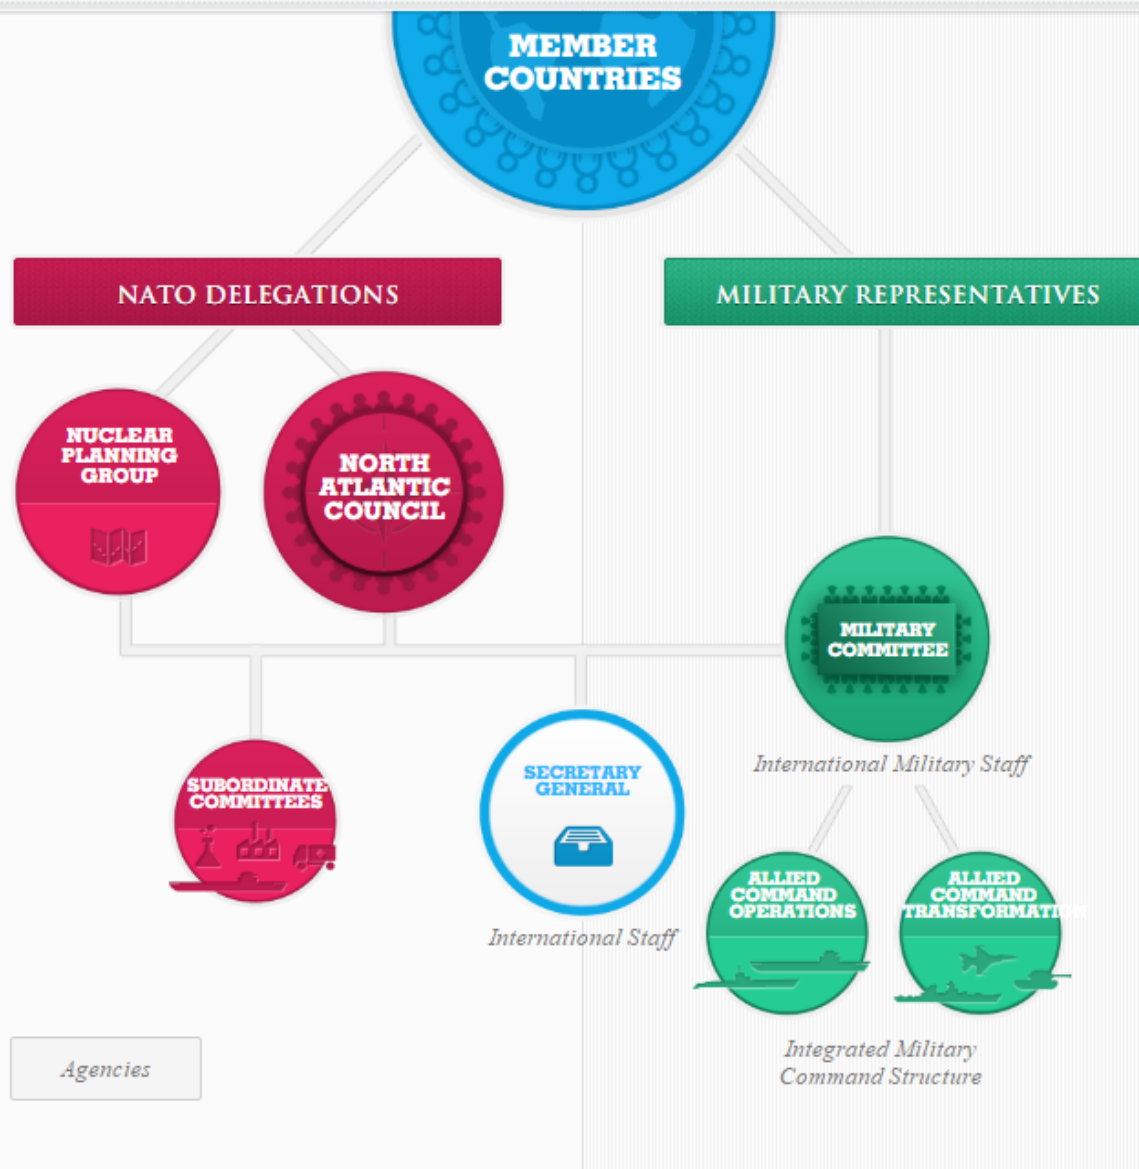 MEMBER
COUNTRIES
NATO DELEGATIONS
MILITARY REPRESENTATIVES
NUCLEAR
PLANNING
GROUP
NORTH
ATLANTIC
COUNCIL
MILITARY
COMMITTEE
International Military Staff
SUBORDINATE
COMMITTEES
SECRETARY
GENERAL
International Staff
ALLIED
COMMAND
OPERATIONS
ALLIED
COMMAND
TRANSFORMATION
Integrated Military
Command Structure
Agencies